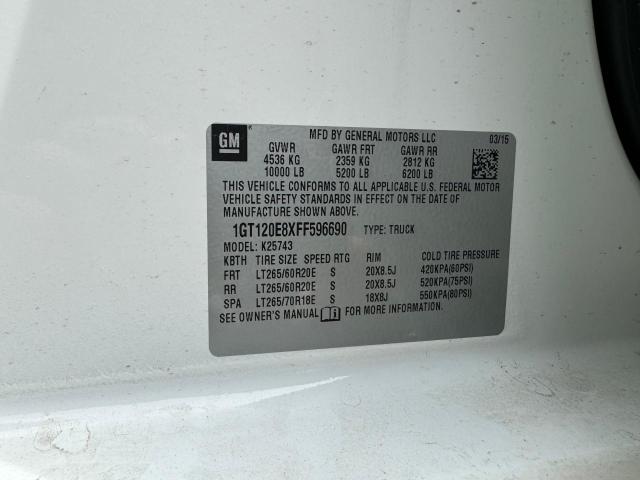 GM
MFD BY GENERAL MOTORS LLC 03/15
GVWR GAWR FRT GAWR RR
4536 KG 2359 KG 2812 KG
10000 LB 5200 LB 6200 LB
THIS VEHICLE CONFORMS TO ALL APPLICABLE U.S. FEDERAL MOTOR
VEHICLE SAFETY STANDARDS IN EFFECT ON THE DATE OF
MANUFACTURE SHOWN ABOVE.
1GT120E8XFF596690 TYPE: TRUCK
MODEL: K25743
KBTH TIRE SIZE SPEED RTG RIM COLD TIRE PRESSURE
FRT LT265/60R20E S 20X8.5J 420KPA(60PSI)
RR LT265/60R20E S 20X8.5J 520KPA(75PSI)
SPA LT265/70R18E S 18X8J 550KPA(80PSI)
SEE OWNER'S MANUAL FOR MORE INFORMATION.